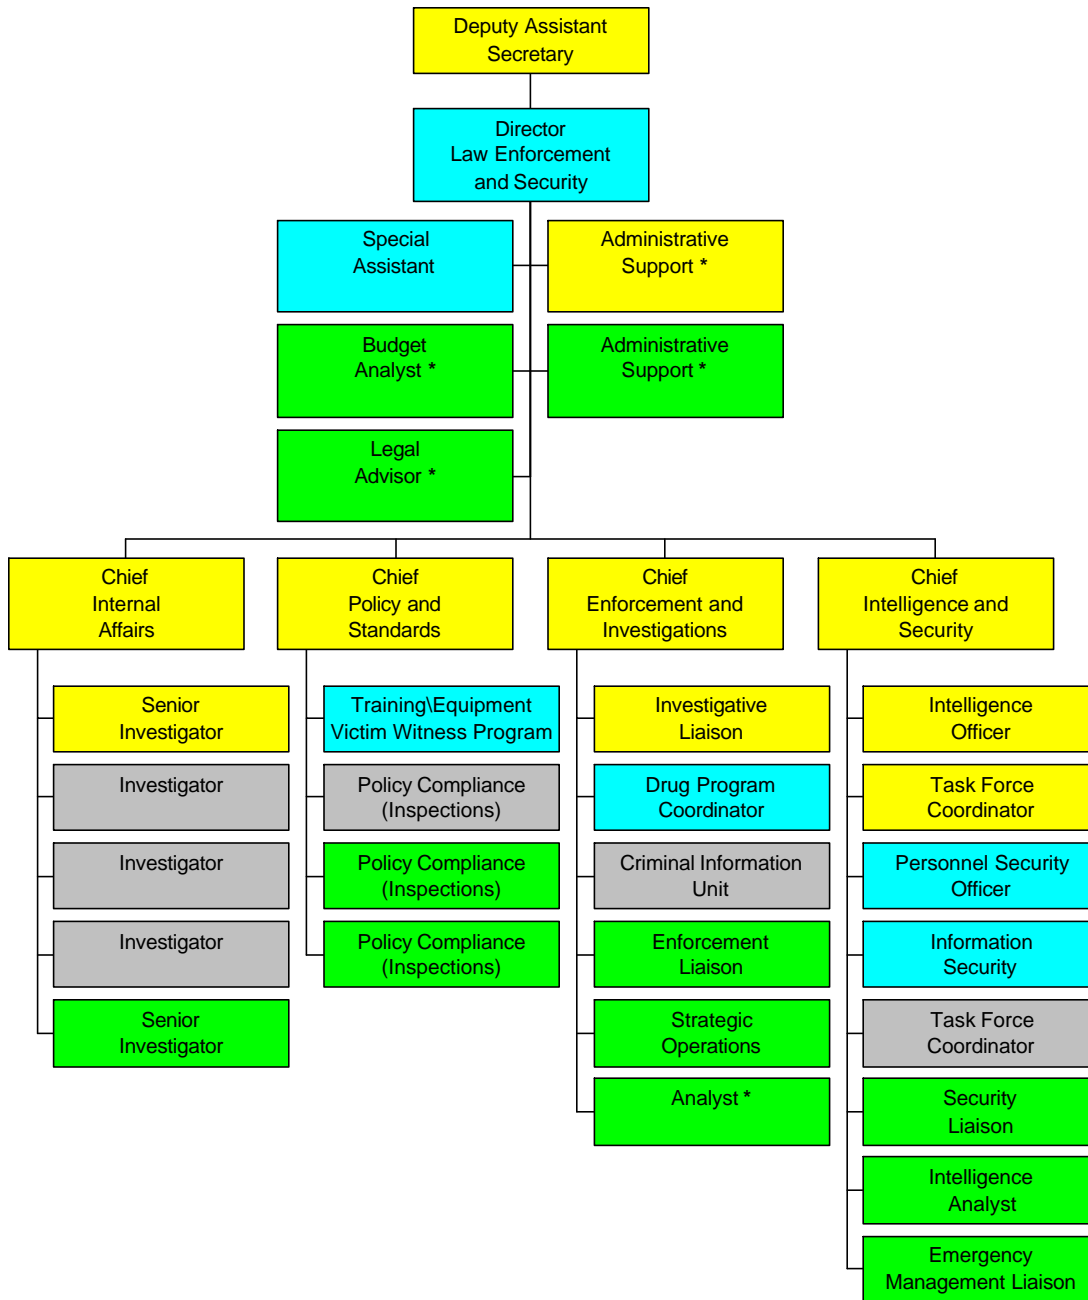 Deputy Assistant
Secretary
Director
Law Enforcement
and Security
Special
Assistant
Administrative
Support *
Budget
Analyst *
Administrative
Support *
Legal
Advisor *
Chief
Internal
Affairs
Chief
Policy and
Standards
Chief
Enforcement and
Investigations
Chief
Intelligence and
Security
Senior
Investigator
Investigator
Investigator
Investigator
Senior
Investigator
Training\Equipment
Victim Witness Program
Policy Compliance
(Inspections)
Policy Compliance
(Inspections)
Policy Compliance
(Inspections)
Investigative
Liaison
Drug Program
Coordinator
Criminal Information
Unit
Enforcement
Liaison
Strategic
Operations
Analyst *
Intelligence
Officer
Task Force
Coordinator
Personnel Security
Officer
Information
Security
Task Force
Coordinator
Security
Liaison
Intelligence
Analyst
Emergency
Management Liaison